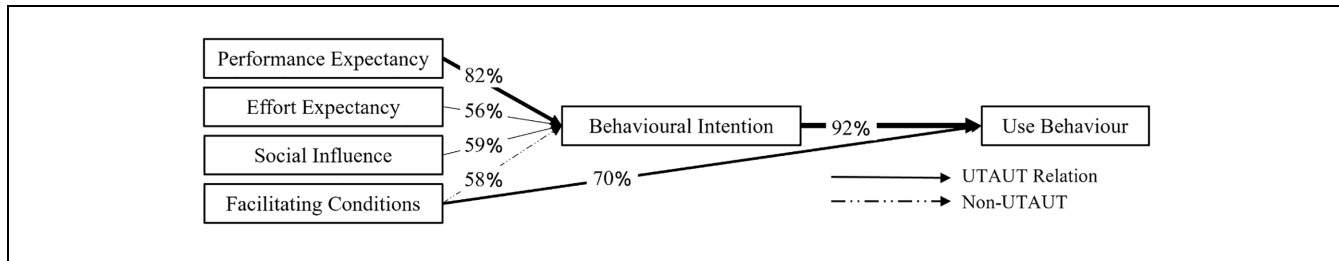 Performance Expectancy
82%
Effort Expectancy
56%
Behavioural Intention
92%
Use Behaviour
Social Influence
59%
58%
70%
UTAUT Relation
Facilitating Conditions
Non-UTAUT